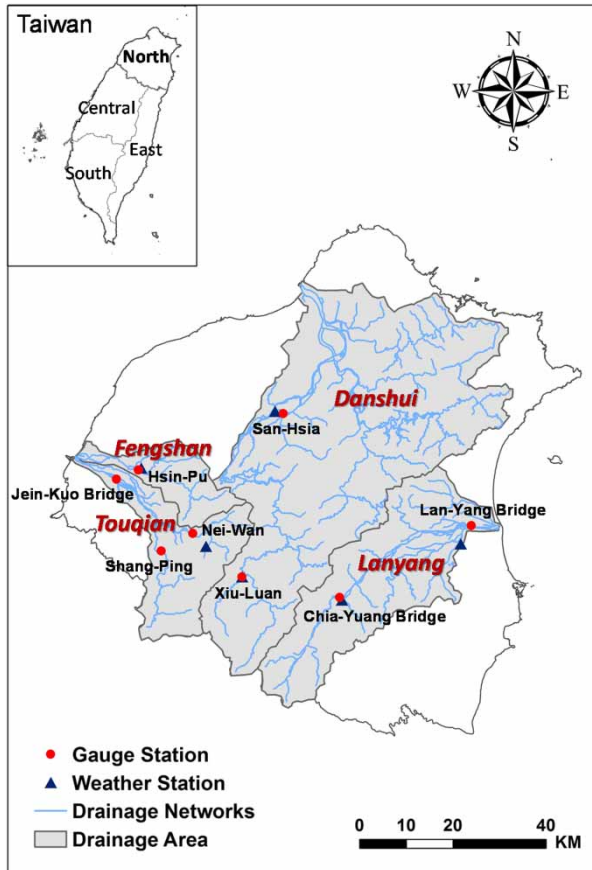 Taiwan
North
Central
East
South
N
W E
S
Danshui
San-Hsia
Fengshan
Hsin-Pu
Jein-Kuo Bridge
Lan-Yang Bridge
Touqian
Nei-Wan
Shang-Ping
Lanyang
Xiu-Luan
Chia-Yuang Bridge
Gauge Station
Weather Station
Drainage Networks
Drainage Area
0 10 20 40
KM